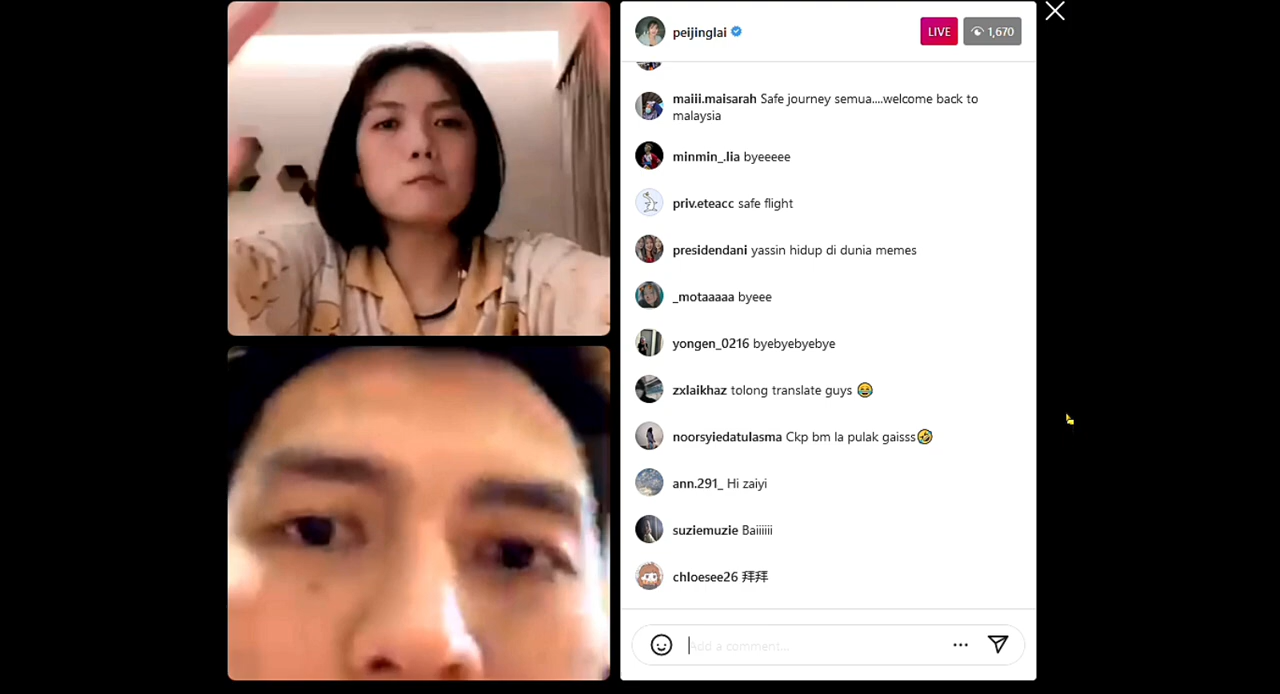 peijinglai
LIVE
1,670
maiii.maisarah Safe journey semua....welcome back to
malaysia
minmin_.lia byeeeee
priv.eteacc safe flight
presidendani yassin hidup di dunia memes
_motaaaaa byeee
yongen_0216 byebyebyebye
zxlaikhaz tolong translate guys 😂
noorsyiedatulasma Ckp bm la pulak gaisss🤣
ann.291_ Hi zaiyi
suziemuzie Baiiiiii
chloesee26 拜拜
Add a comment...